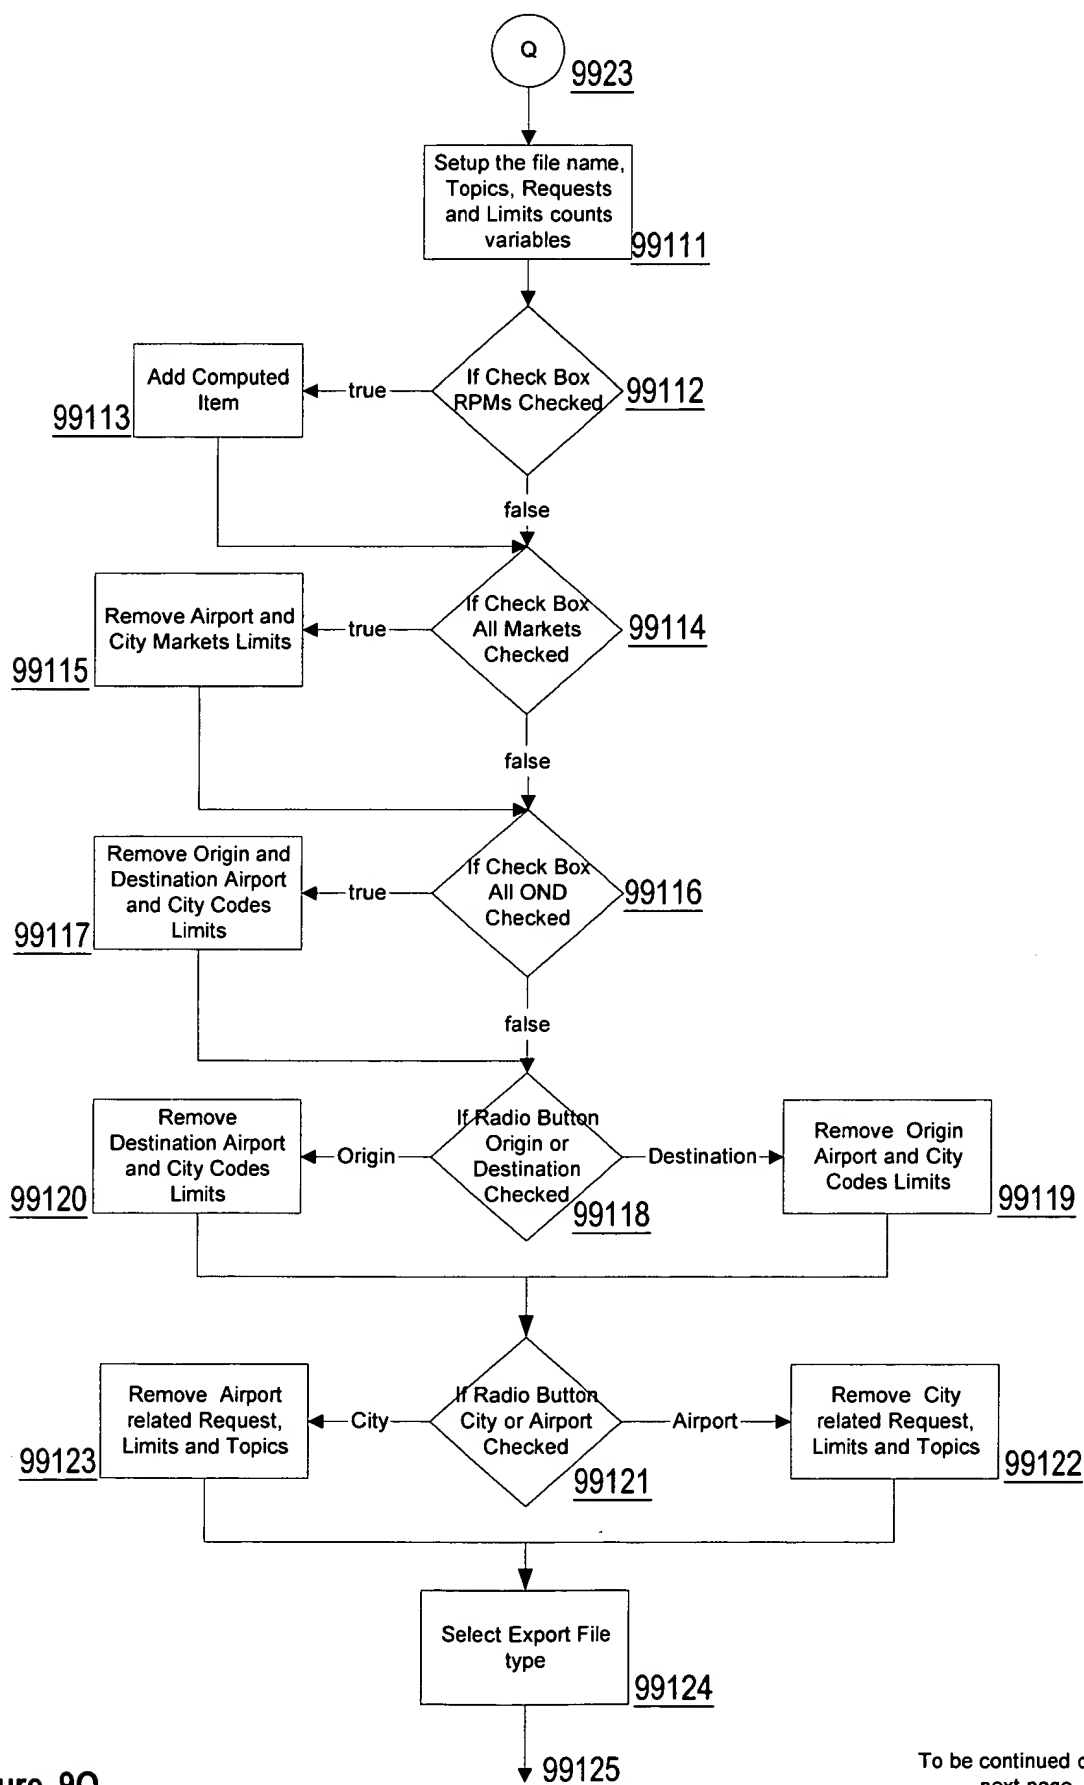 Q
9923
Setup the file name,
Topics, Requests
and Limits counts
variables
99111
If Check Box
RPMs Checked
99112
true
Add Computed
Item
99113
false
If Check Box
All Markets
Checked
99114
true
Remove Airport and
City Markets Limits
99115
false
If Check Box
All OND
Checked
99116
true
Remove Origin and
Destination Airport
and City Codes
Limits
99117
false
If Radio Button
Origin or
Destination
Checked
99118
Origin
Remove
Destination Airport
and City Codes
Limits
99120
Destination
Remove Origin
Airport and City
Codes Limits
99119
If Radio Button
City or Airport
Checked
99121
City
Remove Airport
related Request,
Limits and Topics
99123
Airport
Remove City
related Request,
Limits and Topics
99122
Select Export File
type
99124
99125
To be continued
next page
9Q